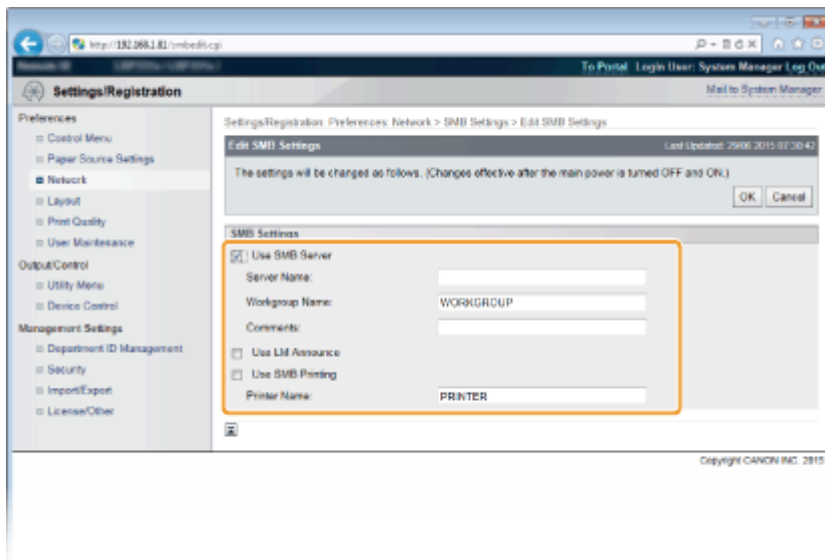 http://192.168.1.81/smbedit.cgi
To Portal Login User: System Manager Log Out
Settings/Registration
Mail to System Manager
Preferences
Control Menu
Paper Source Settings
Network
Layout
Print Quality
User Maintenance
Output/Control
Utility Menu
Device Control
Management Settings
Department ID Management
Security
Import/Export
License/Other
Settings/Registration: Preferences: Network > SMB Settings > Edit SMB Settings
Edit SMB Settings
Last Updated: 29/06 2015 07:30:42
The settings will be changed as follows. (Changes effective after the main power is turned OFF and ON.)
OK Cancel
SMB Settings
Use SMB Server
Server Name:
Workgroup Name: WORKGROUP
Comments:
Use LM Announce
Use SMB Printing
Printer Name: PRINTER
Copyright CANON INC. 2015